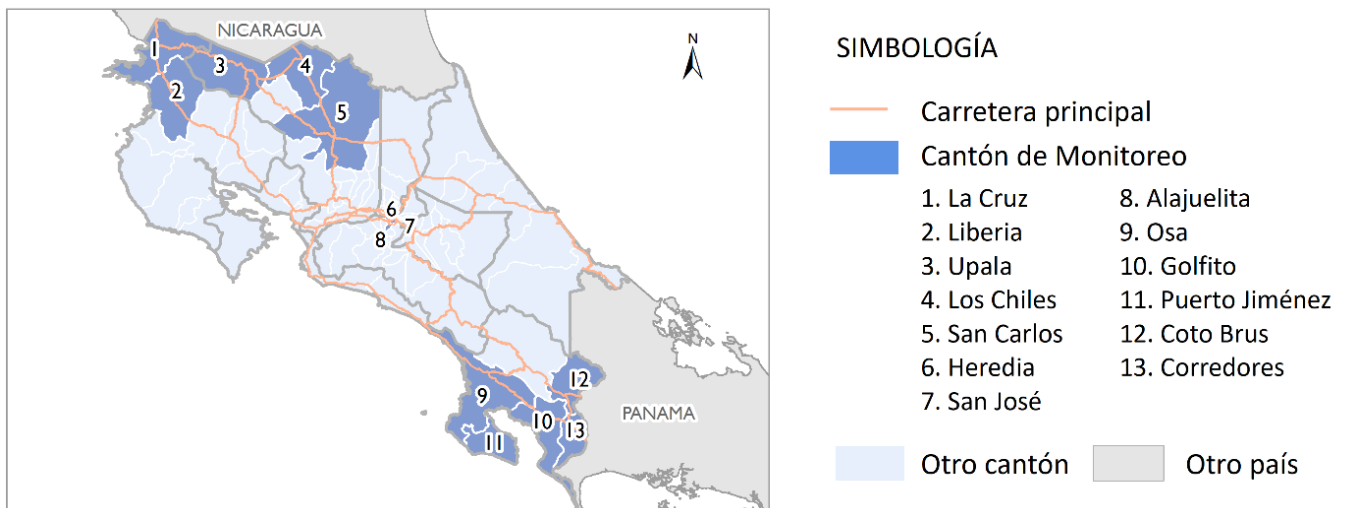 NICARAGUA
N
1
3
4
2
5
6
7
8
12
9
10
13
11
PANAMA
SIMBOLOGÍA
Carretera principal
Cantón de Monitoreo
1. La Cruz
2. Liberia
3. Upala
4. Los Chiles
5. San Carlos
6. Heredia
7. San José
8. Alajuelita
9. Osa
10. Golfito
11. Puerto Jiménez
12. Coto Brus
13. Corredores
Otro cantón
Otro país